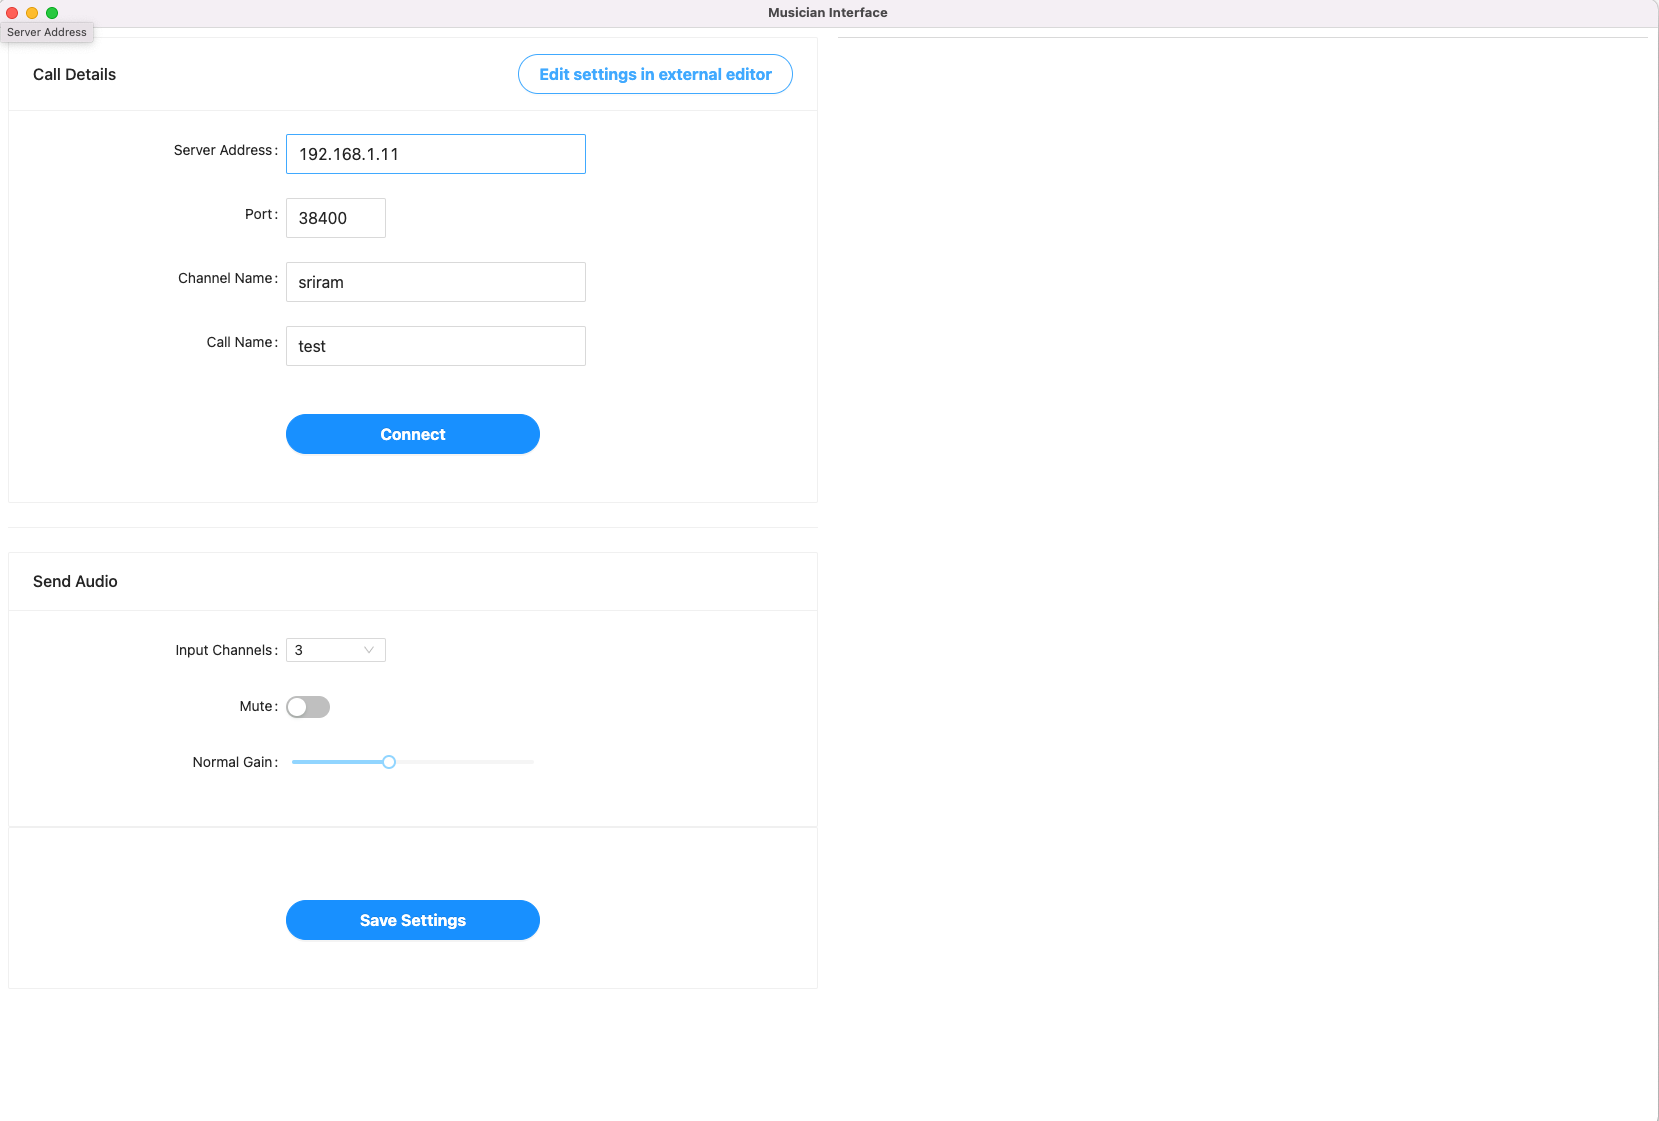 Musician Interface
Server Address
Call Details
Edit settings in external editor
Server Address: 192.168.1.11
Port: 38400
Channel Name: sriram
Call Name: test
Connect
Send Audio
Input Channels: 3
Mute:
Normal Gain:
Save Settings